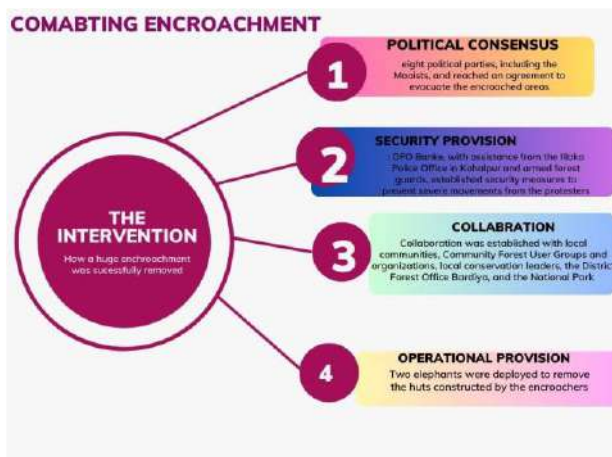 COMABTING ENCROACHMENT
THE
INTERVENTION
How a huge enchroachment
was sucessfully removed
1
POLITICAL CONSENSUS
eight political parties, including the
Maoists, and reached an agreement to
evacuate the encroached areas
2
SECURITY PROVISION
: DFO Banke, with assistance from the Illaka
Police Office in Kohalpur and armed forest
guards, established security measures to
prevent severe movements from the protesters
3
COLLABRATION
Collaboration was established with local
communities, Community Forest User Groups and
organizations, local conservation leaders, the District
Forest Office Bardiya, and the National Park
4
OPERATIONAL PROVISION
Two elephants were deployed to remove
the huts constructed by the encroachers